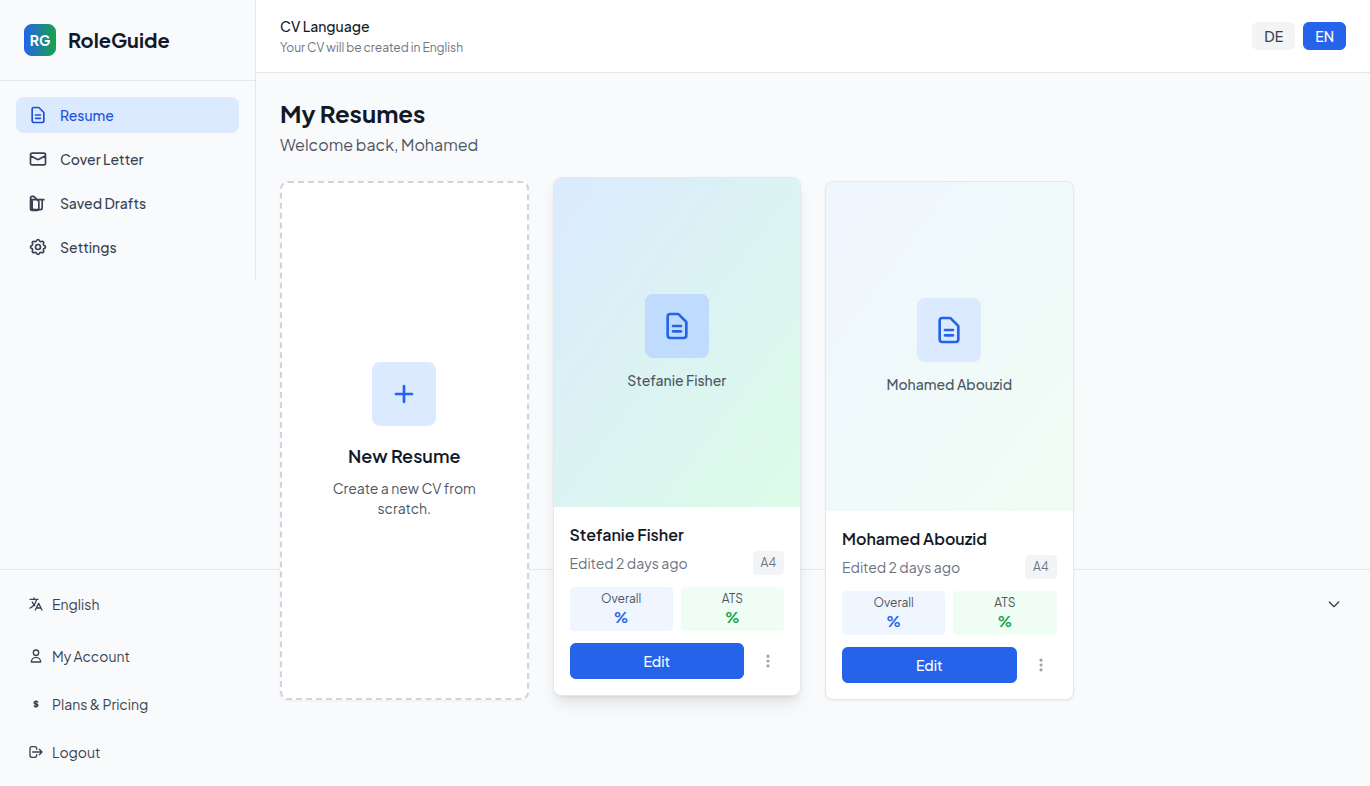 RG RoleGuide
Resume
Cover Letter
Saved Drafts
Settings
English
My Account
Plans & Pricing
Logout
CV Language
Your CV will be created in English
DE EN
My Resumes
Welcome back, Mohamed
New Resume
Create a new CV from
scratch.
Stefanie Fisher
Stefanie Fisher
Edited 2 days ago A4
Overall ATS
% %
Edit
Mohamed Abouzid
Mohamed Abouzid
Edited 2 days ago A4
Overall ATS
% %
Edit